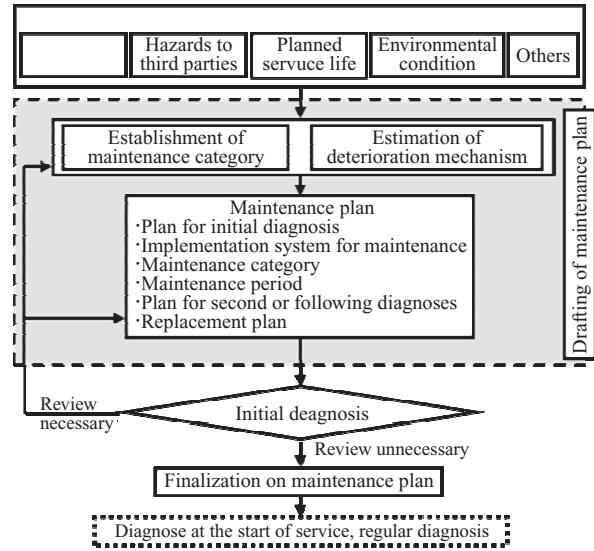 Hazards to
third parties
Planned
servuce life
Environmental
condition
Others
Establishment of
maintenance category
Estimation of
deterioration mechanism
Maintenance plan
·Plan for initial diagnosis
·Implementation system for maintenance
·Maintenance category
·Maintenance period
·Plan for second or following diagnoses
·Replacement plan
Drafting of maintenance plan
Review
necessary
Initial deagnosis
Review unnecessary
Finalization on maintenance plan
Diagnose at the start of service, regular diagnosis